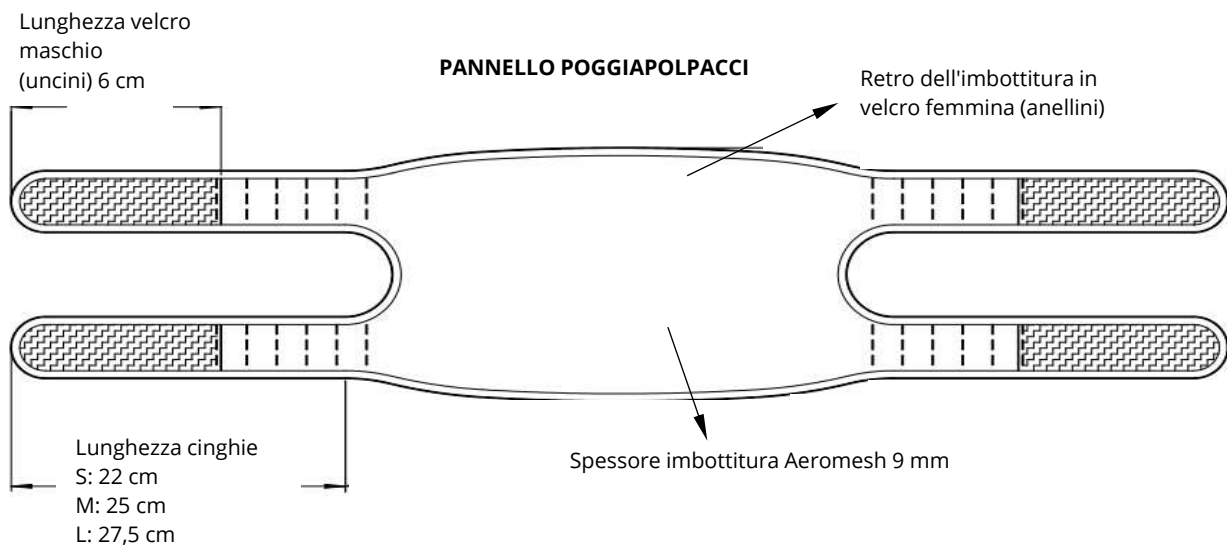 Lunghezza velcro
maschio
(uncini) 6 cm
PANNELLO POGGIAPOLPACCI
Retro dell'imbottitura in
velcro femmina (anellini)
Lunghezza cinghie
S: 22 cm
M: 25 cm
L: 27,5 cm
Spessore imbottitura Aeromesh 9 mm